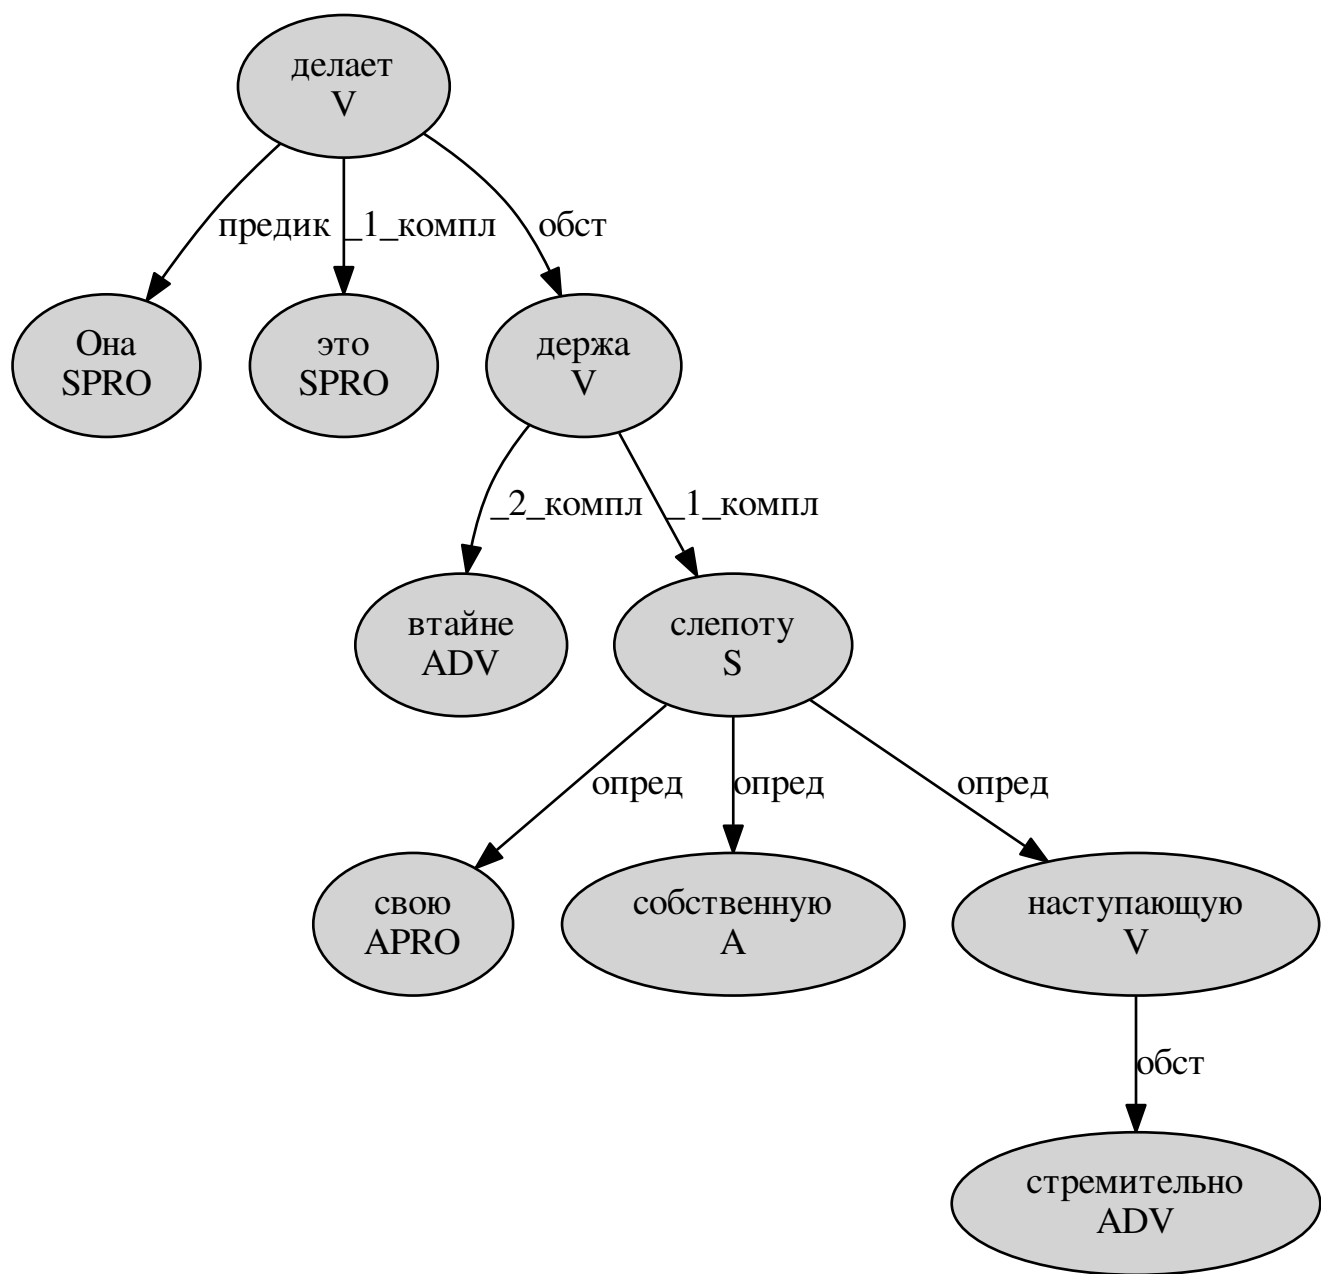 делает
V
предик
_1_компл
обст
Она
SPRO
это
SPRO
держа
V
_2_компл
_1_компл
втайне
ADV
слепоту
S
опред
опред
опред
свою
APRO
собственную
A
наступающую
V
обст
стремительно
ADV